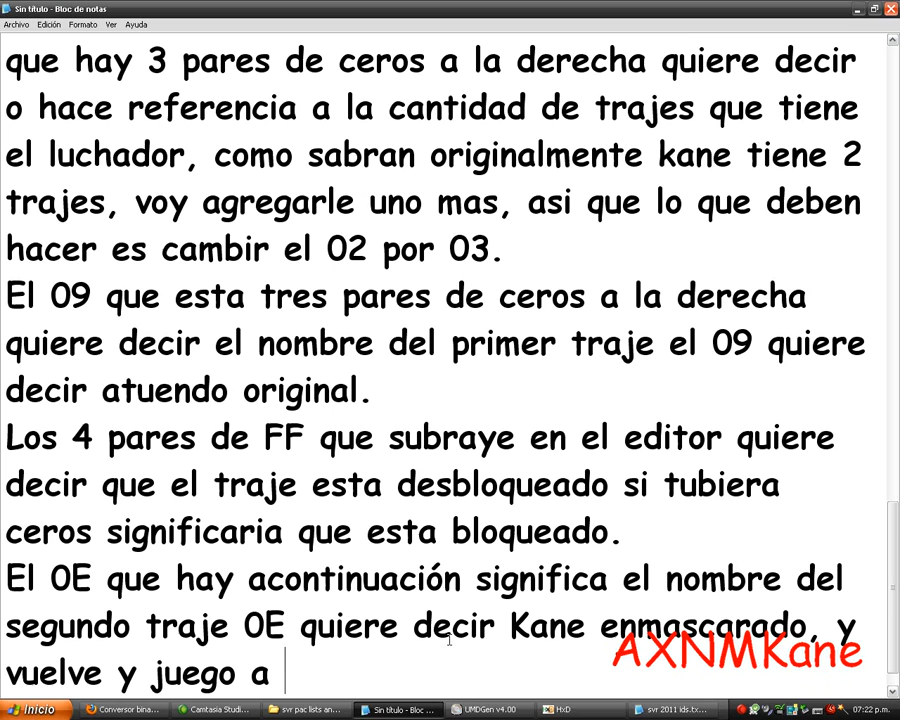 Sin título - Bloc de notas
Archivo Edición Formato Ver Ayuda
que hay 3 pares de ceros a la derecha quiere decir
o hace referencia a la cantidad de trajes que tiene
el luchador, como sabran originalmente kane tiene 2
trajes, voy agregarle uno mas, asi que lo que deben
hacer es cambir el 02 por 03.
El 09 que esta tres pares de ceros a la derecha
quiere decir el nombre del primer traje el 09 quiere
decir atuendo original.
Los 4 pares de FF que subraye en el editor quiere
decir que el traje esta desbloqueado si tubiera
ceros significaria que esta bloqueado.
El 0E que hay acontinuación significa el nombre del
segundo traje 0E quiere decir Kane enmascarado, y
vuelve y juego a
AXNMKane
Inicio Conversor bina... Camtasia Studi... svr pac lists an... Sin título - Bloc ... UMDGen v4.00 HxD svr 2011 ids.tx... 07:22 p.m.